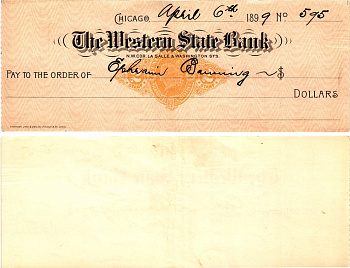 CHICAGO, April 6th 1899 No 595
The Western State Bank
N.W. COR. LA SALLE & WASHINGTON STS.
PAY TO THE ORDER OF Ephraim Banning $
DOLLARS